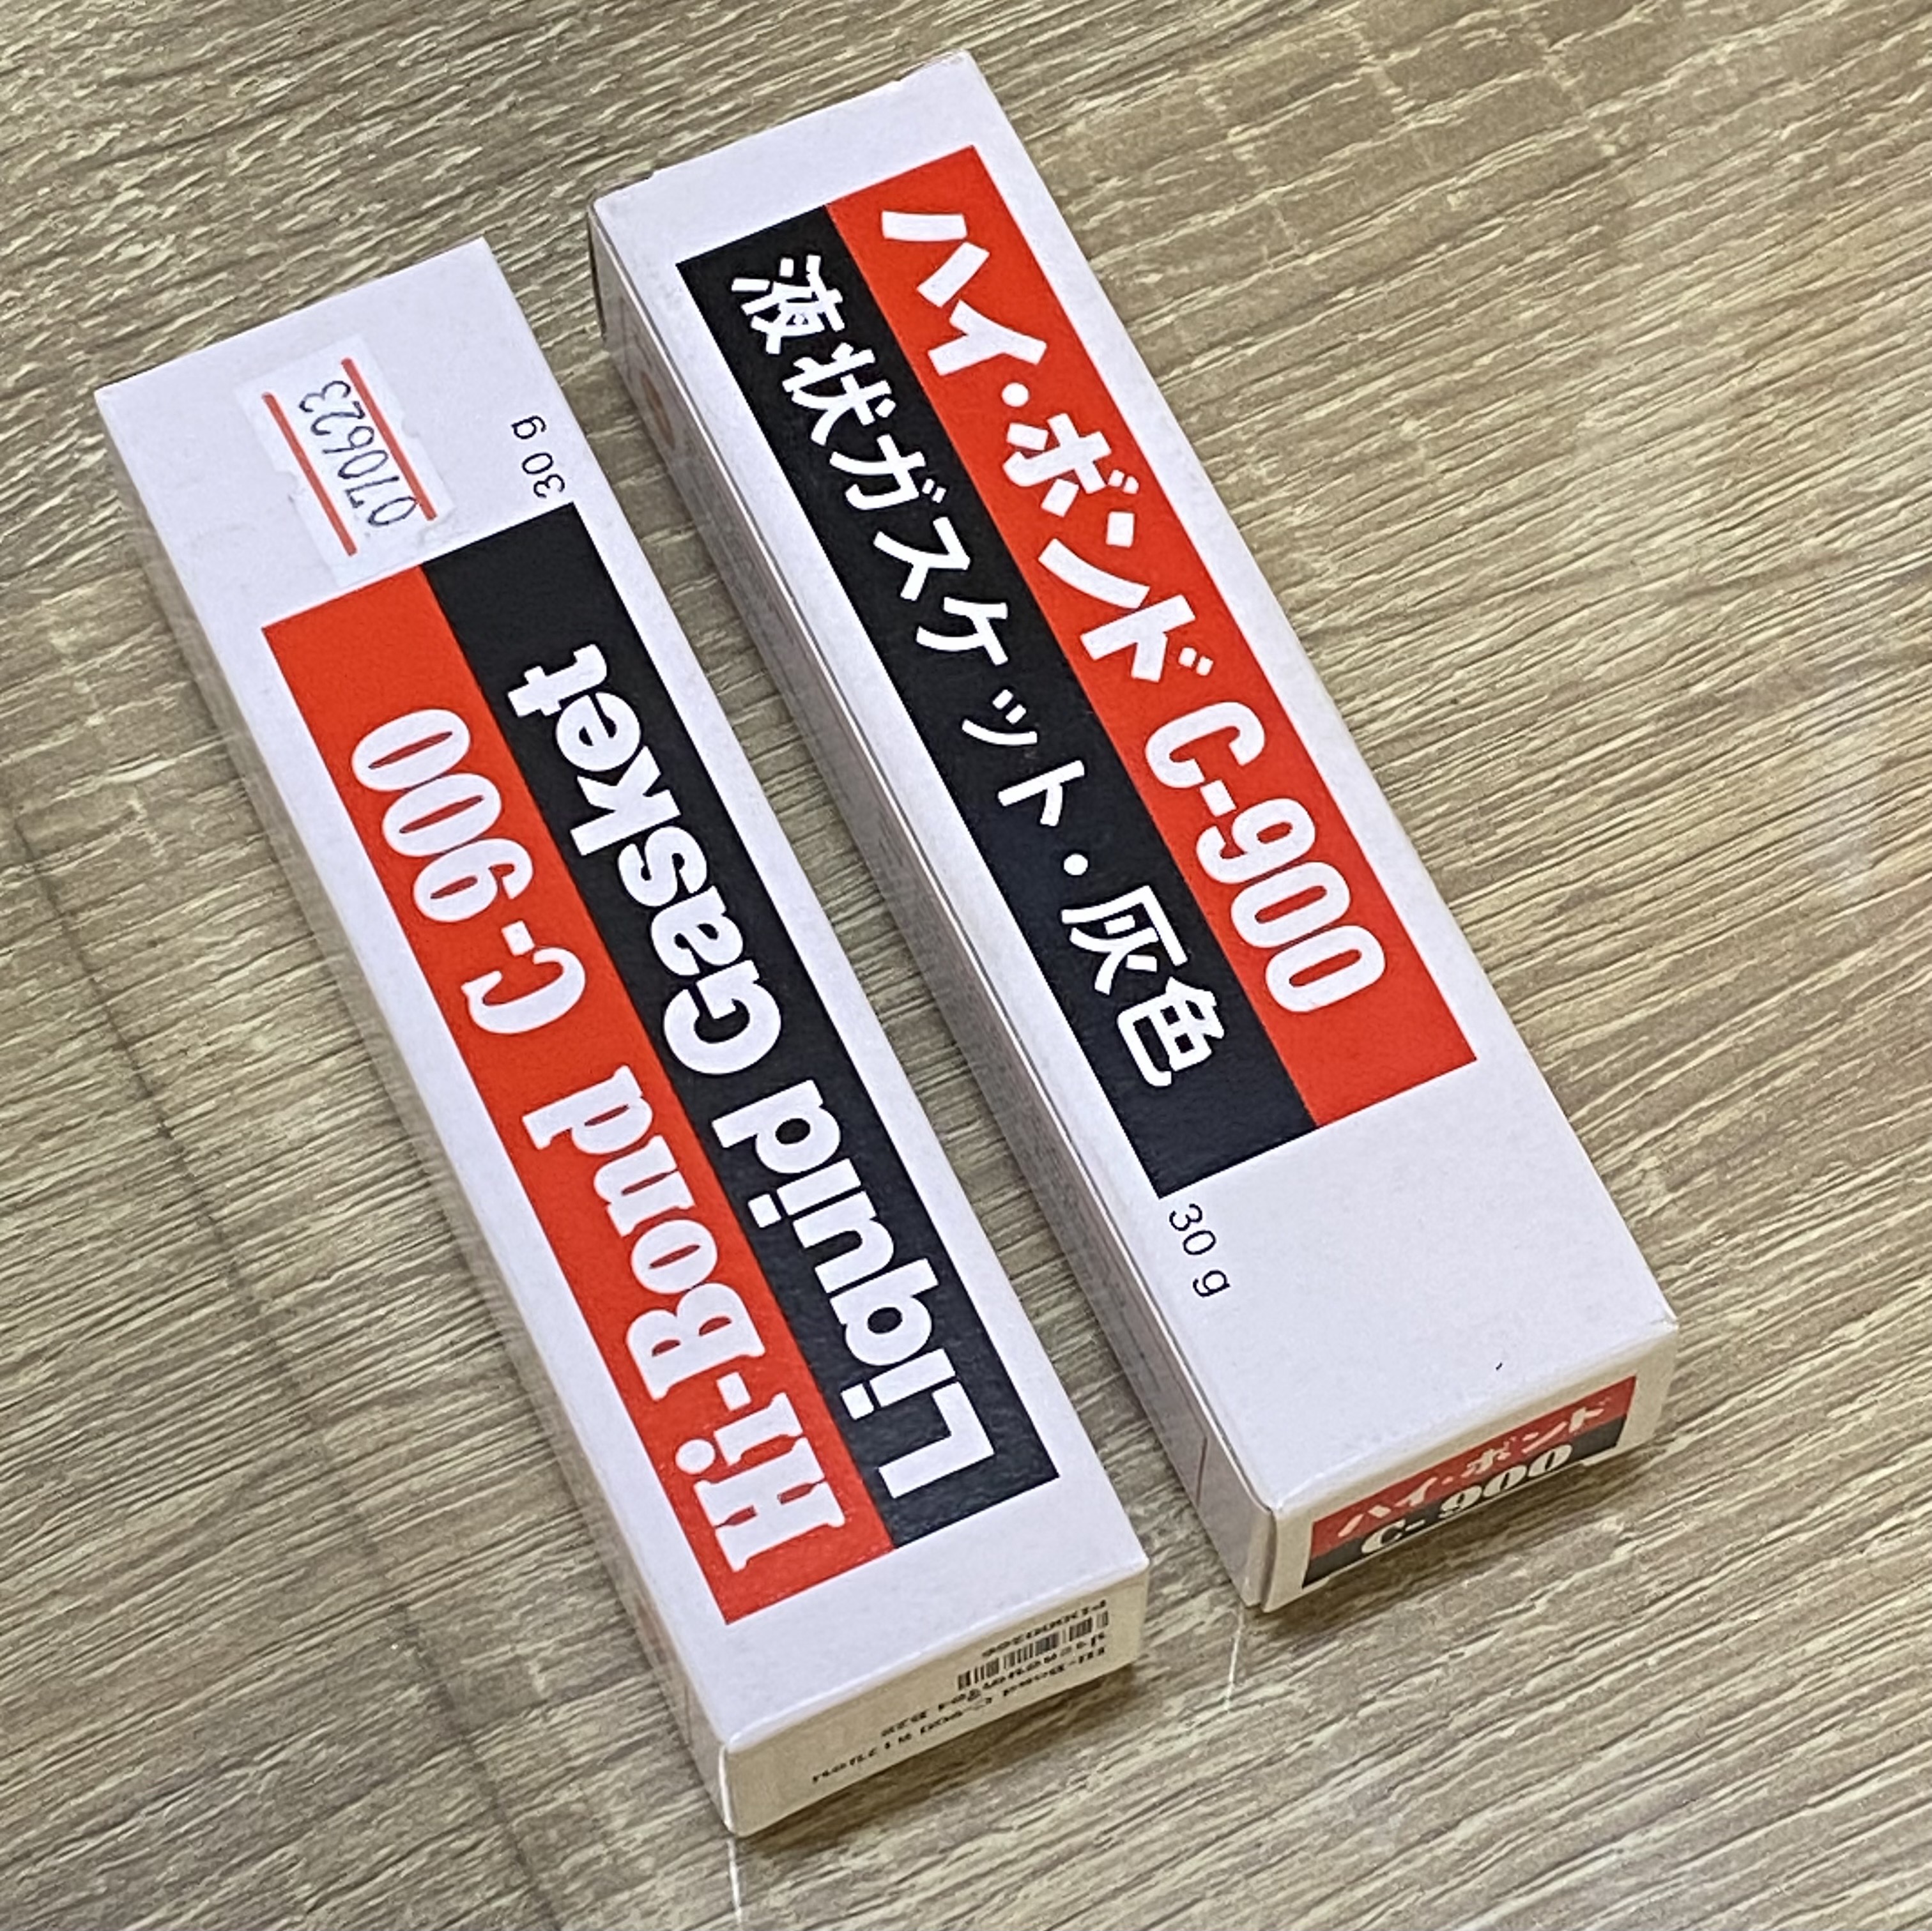 070623
30 g
Hi-Bond C-900
Liquid Gasket
ハイ・ボンド C-900
液状ガスケット・灰色
30 g
ハイ・ボンド
C-900